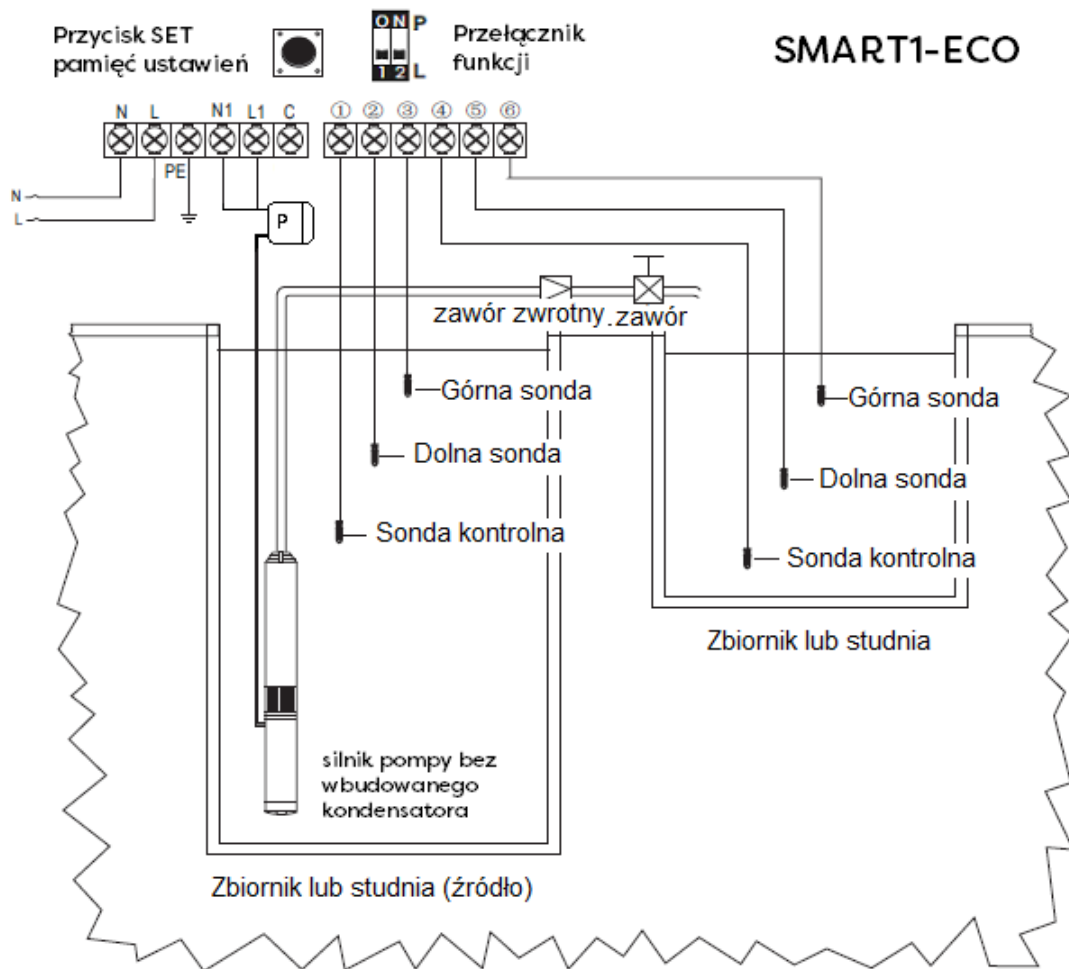 Przycisk SET
pamięć ustawień
ON
1 2
P
L
Przełącznik
funkcji
SMART1-ECO
N L N1 L1 C ① ② ③ ④ ⑤ ⑥
PE
N
L
P
zawór zwrotny. zawór
Górna sonda
Dolna sonda
Sonda kontrolna
Górna sonda
Dolna sonda
Sonda kontrolna
Zbiornik lub studnia
silnik pompy bez
wbudowanego
kondensatora
Zbiornik lub studnia (źródło)